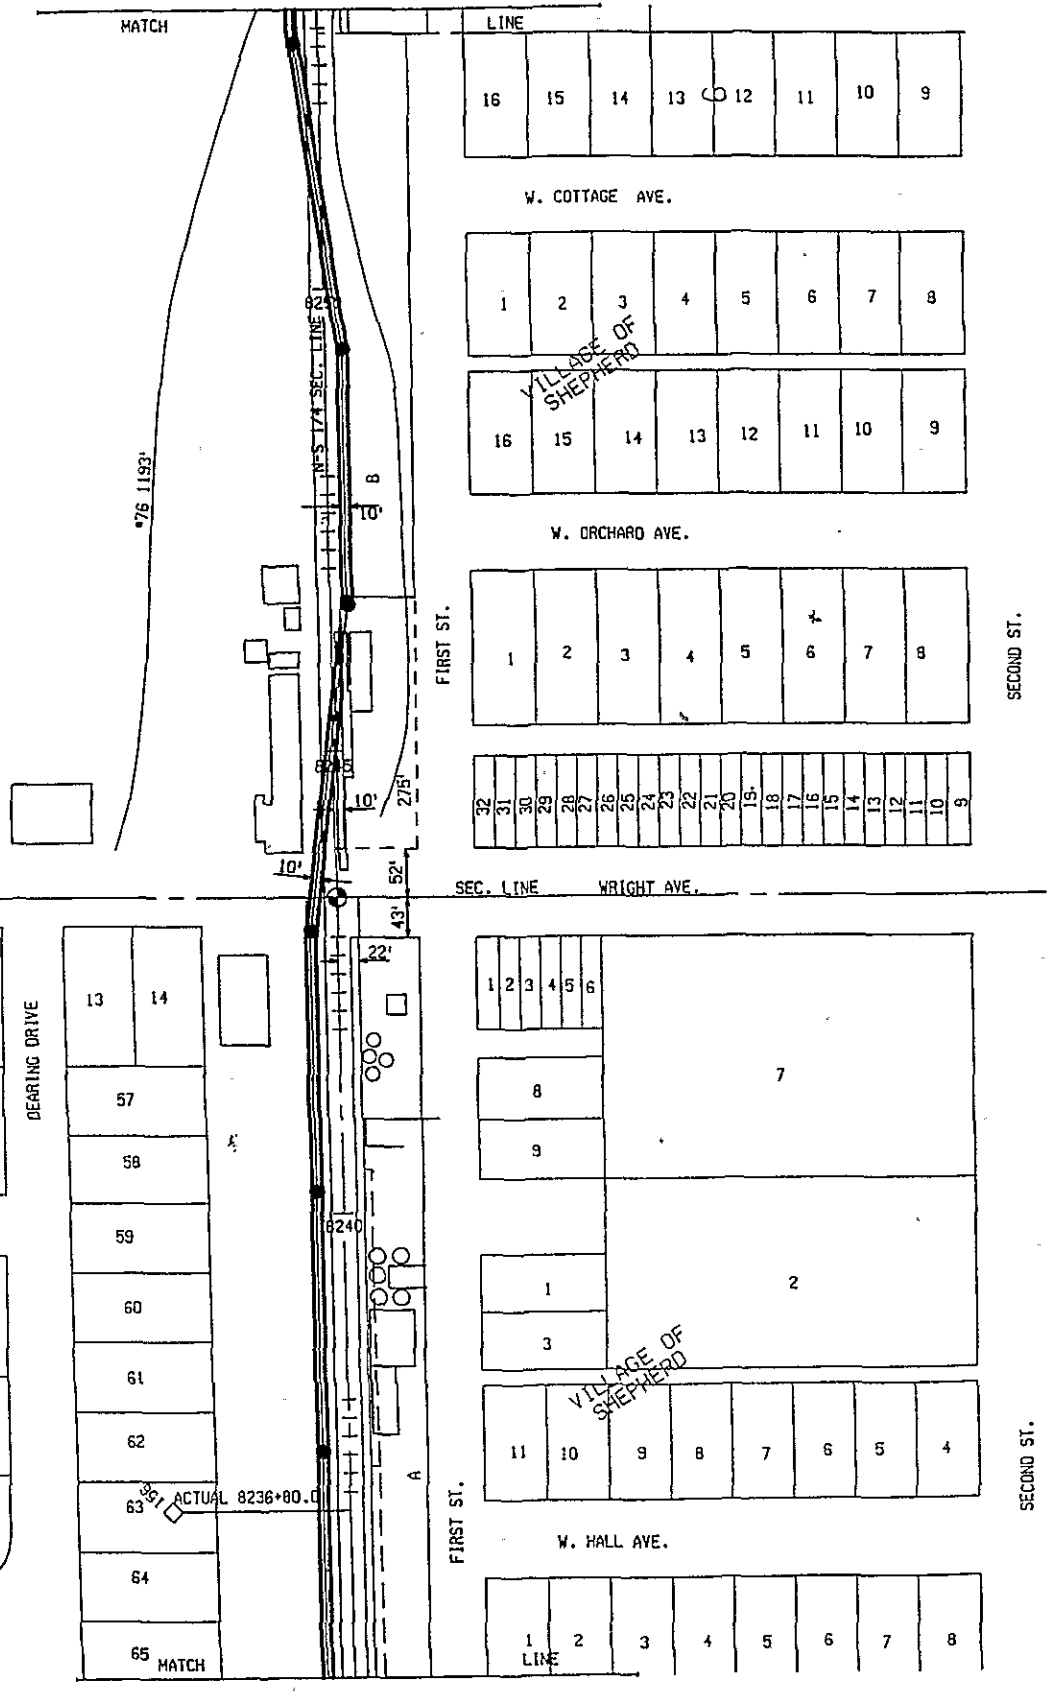 MATCH LINE
16 15 14 13 6 12 11 10 9
W. COTTAGE AVE.
1 2 3 4 5 6 7 8
VILLAGE OF
SHEPHERD
N-S 1/4 SEC. LINE
16 15 14 13 12 11 10 9
*76 1193'
B
10'
W. ORCHARD AVE.
FIRST ST.
SECOND ST.
1 2 3 4 5 6 7 8
32 31 30 29 28 27 26 25 24 23 22 21 20 19 18 17 16 15 14 13 12 11 10 9
10'
275'
10'
52'
SEC. LINE WRIGHT AVE.
43'
22'
DEARING DRIVE
13 14
57
58
59
60
61
62
63
64
65
1 2 3 4 5 6
7
8
9
8240
1
2
3
VILLAGE OF
SHEPHERD
11 10 9 8 7 6 5 4
A
156
ACTUAL 8236+80.0
FIRST ST.
SECOND ST.
W. HALL AVE.
1 2 3 4 5 6 7 8
MATCH LINE